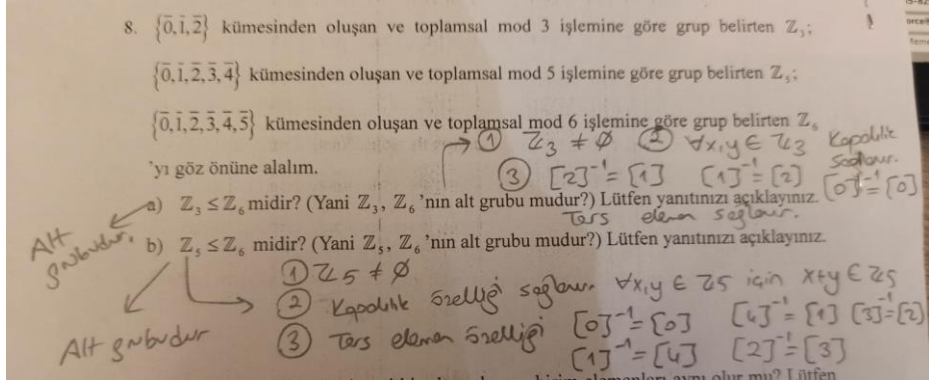 8. {0̄,1̄,2̄} kümesinden oluşan ve toplamsal mod 3 işlemine göre grup belirten ℤ₃;
{0̄,1̄,2̄,3̄,4̄} kümesinden oluşan ve toplamsal mod 5 işlemine göre grup belirten ℤ₅;
{0̄,1̄,2̄,3̄,4̄,5̄} kümesinden oluşan ve toplamsal mod 6 işlemine göre grup belirten ℤ₆
① ℤ₃ ≠ ∅ ② ∀x,y ∈ ℤ₃ Kapalılık sağlanır.
'yı göz önüne alalım.
③ [2]⁻¹ = [1] [1]⁻¹ = [2] [0]⁻¹ = [0]
a) ℤ₃ ≤ ℤ₆ midir? (Yani ℤ₃, ℤ₆'nın alt grubu mudur?) Lütfen yanıtınızı açıklayınız.
Ters eleman sağlanır.
Alt grubudur.
b) ℤ₅ ≤ ℤ₆ midir? (Yani ℤ₅, ℤ₆'nın alt grubu mudur?) Lütfen yanıtınızı açıklayınız.
① ℤ₅ ≠ ∅
② Kapalılık özelliği sağlanır. ∀x,y ∈ ℤ₅ için x+y ∈ ℤ₅
Alt grubudur
③ Ters eleman özelliği [0]⁻¹ = [0] [4]⁻¹ = [1] [3]⁻¹ = [2]
[1]⁻¹ = [4] [2]⁻¹ = [3]